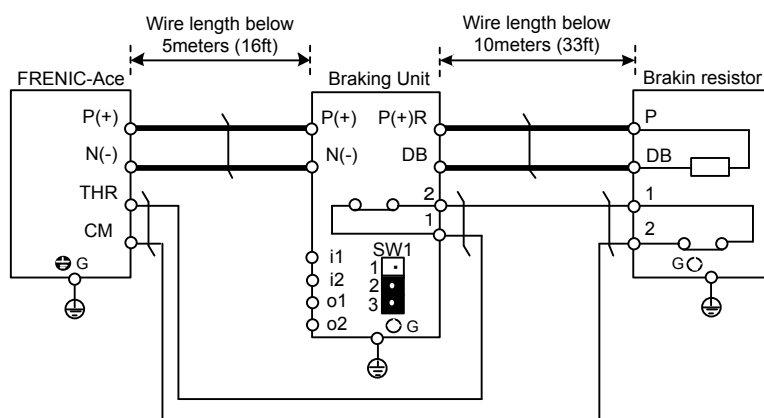 Wire length below
5meters (16ft)
Wire length below
10meters (33ft)
FRENIC-Ace
Braking Unit
Brakin resistor
P(+)
N(-)
THR
CM
G
P(+)
N(-)
P(+)R
DB
2
1
i1
i2
o1
o2
SW1
1
2
3
G
P
DB
1
2
G